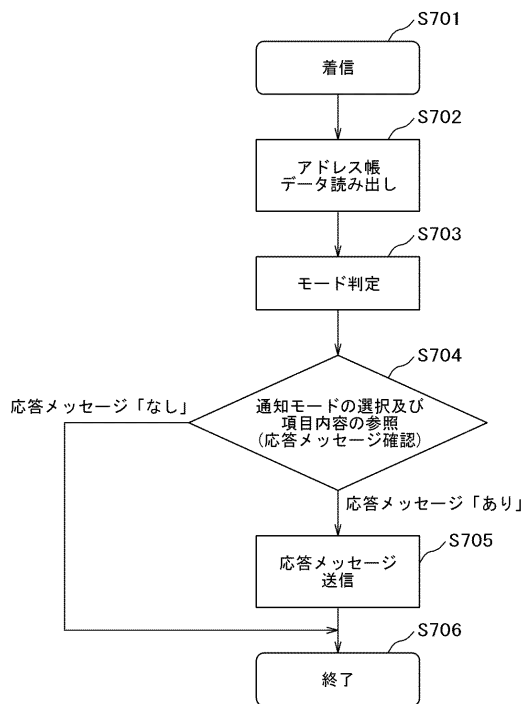 S701
着信
S702
アドレス帳
データ読み出し
S703
モード判定
S704
通知モードの選択及び
項目内容の参照
(応答メッセージ確認)
応答メッセージ「なし」
応答メッセージ「あり」
S705
応答メッセージ
送信
S706
終了